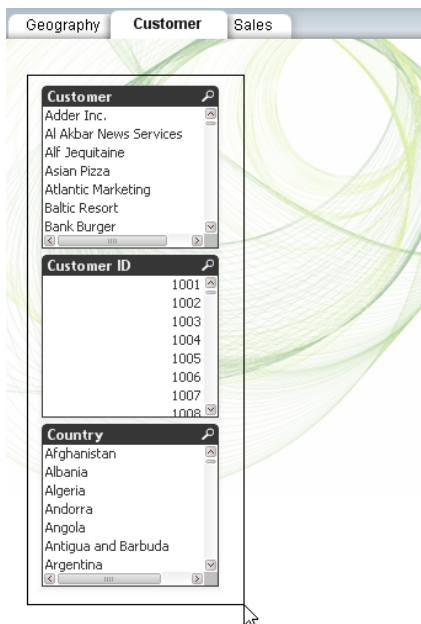 Geography Customer Sales
Customer
Adder Inc.
Al Akbar News Services
Alf Jequitaine
Asian Pizza
Atlantic Marketing
Baltic Resort
Bank Burger
Customer ID
1001
1002
1003
1004
1005
1006
1007
1008
Country
Afghanistan
Albania
Algeria
Andorra
Angola
Antigua and Barbuda
Argentina